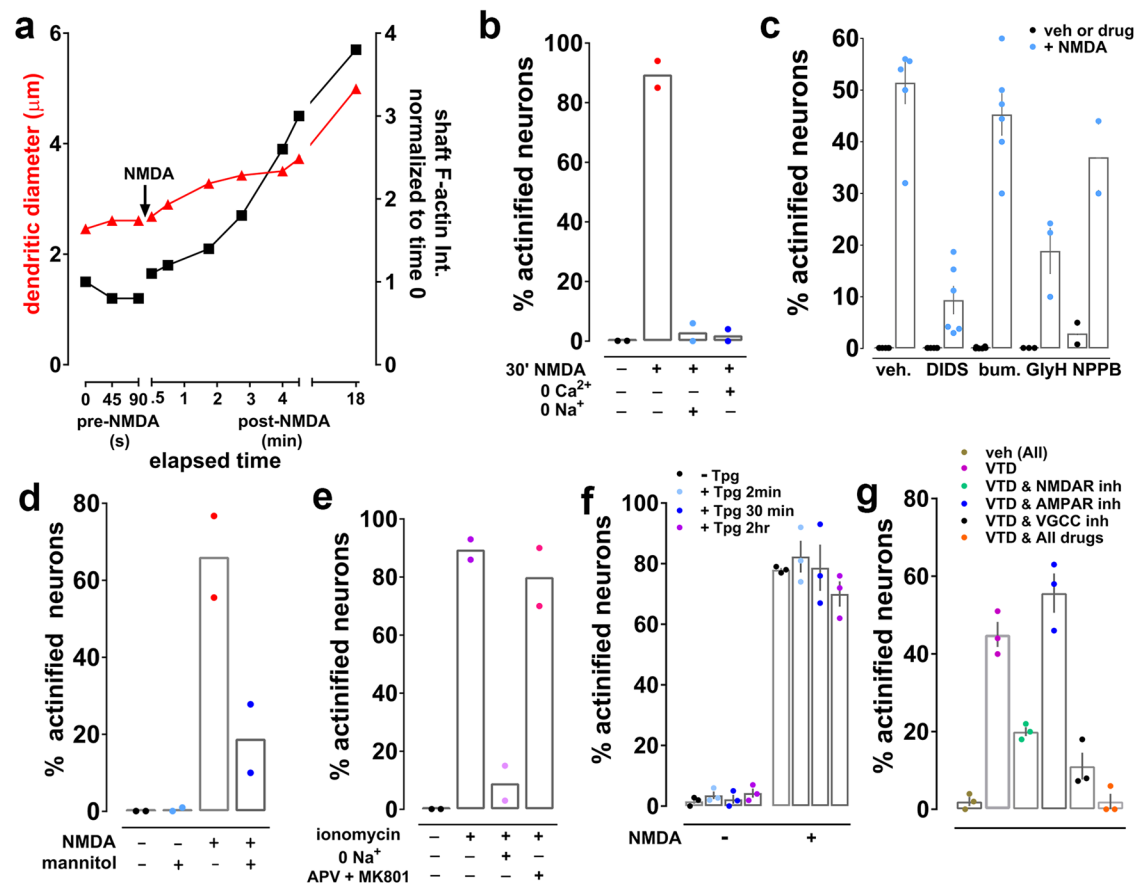 a
dendritic diameter (μm)
6
4
2
0
NMDA
4
3
2
1
0
shaft F-actin Int.
normalized to time 0
0 45 90 .5 1 2 3 4 18
pre-NMDA
(s)
post-NMDA
(min)
elapsed time
b
% actinified neurons
100
80
60
40
20
0
30' NMDA – + + +
0 Ca2+ – – – +
0 Na+ – – + –
c
% actinified neurons
60
50
40
30
20
10
0
veh or drug
+ NMDA
veh. DIDS bum. GlyH NPPB
d
% actinified neurons
80
60
40
20
0
NMDA – – + +
mannitol – + – +
e
% actinified neurons
100
80
60
40
20
0
ionomycin – + + +
0 Na+ – – + –
APV + MK801 – – – +
f
- Tpg
+ Tpg 2min
+ Tpg 30 min
+ Tpg 2hr
% actinified neurons
100
80
60
40
20
0
NMDA - +
g
veh (All)
VTD
VTD & NMDAR inh
VTD & AMPAR inh
VTD & VGCC inh
VTD & All drugs
% actinified neurons
80
60
40
20
0